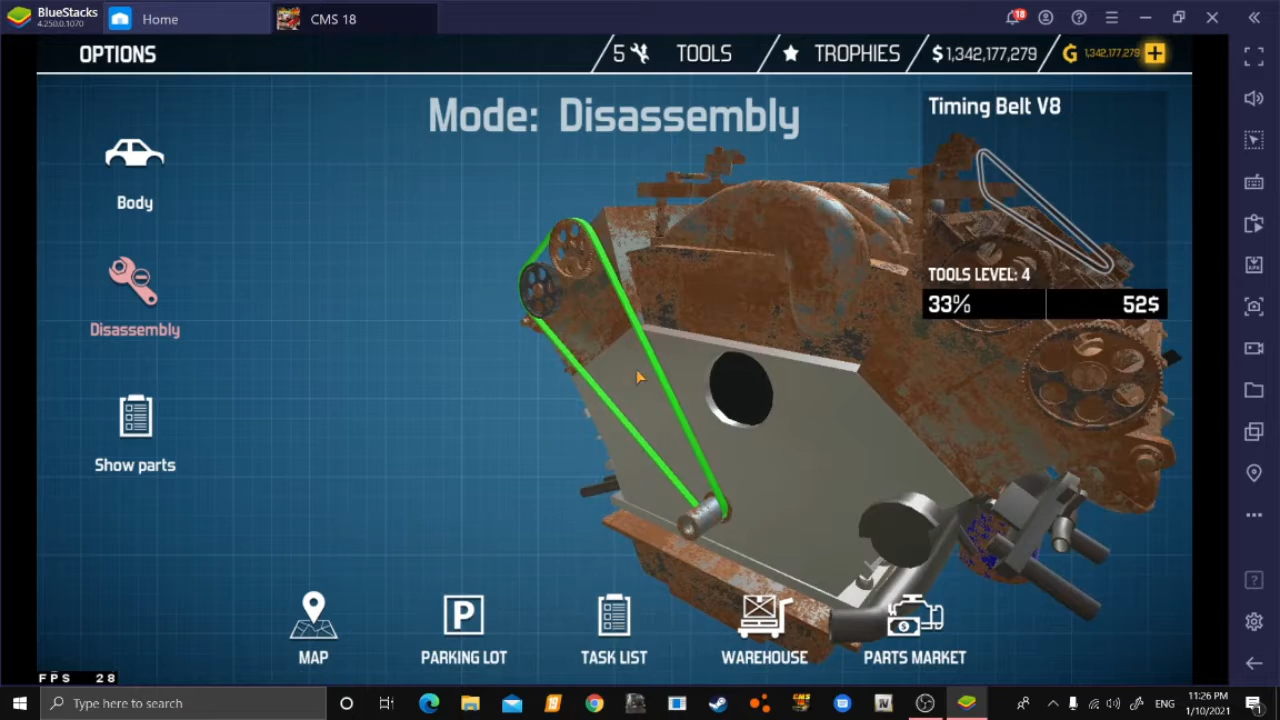 BlueStacks
4.250.0.1070
Home
CMS 18
18
OPTIONS
5
TOOLS
TROPHIES
$ 1,342,177,279
1,342,177,279
Mode: Disassembly
Timing Belt V8
TOOLS LEVEL: 4
33%
52$
Body
Disassembly
Show parts
MAP
PARKING LOT
TASK LIST
WAREHOUSE
PARTS MARKET
FPS 28
Type here to search
ENG
11:26 PM
1/10/2021